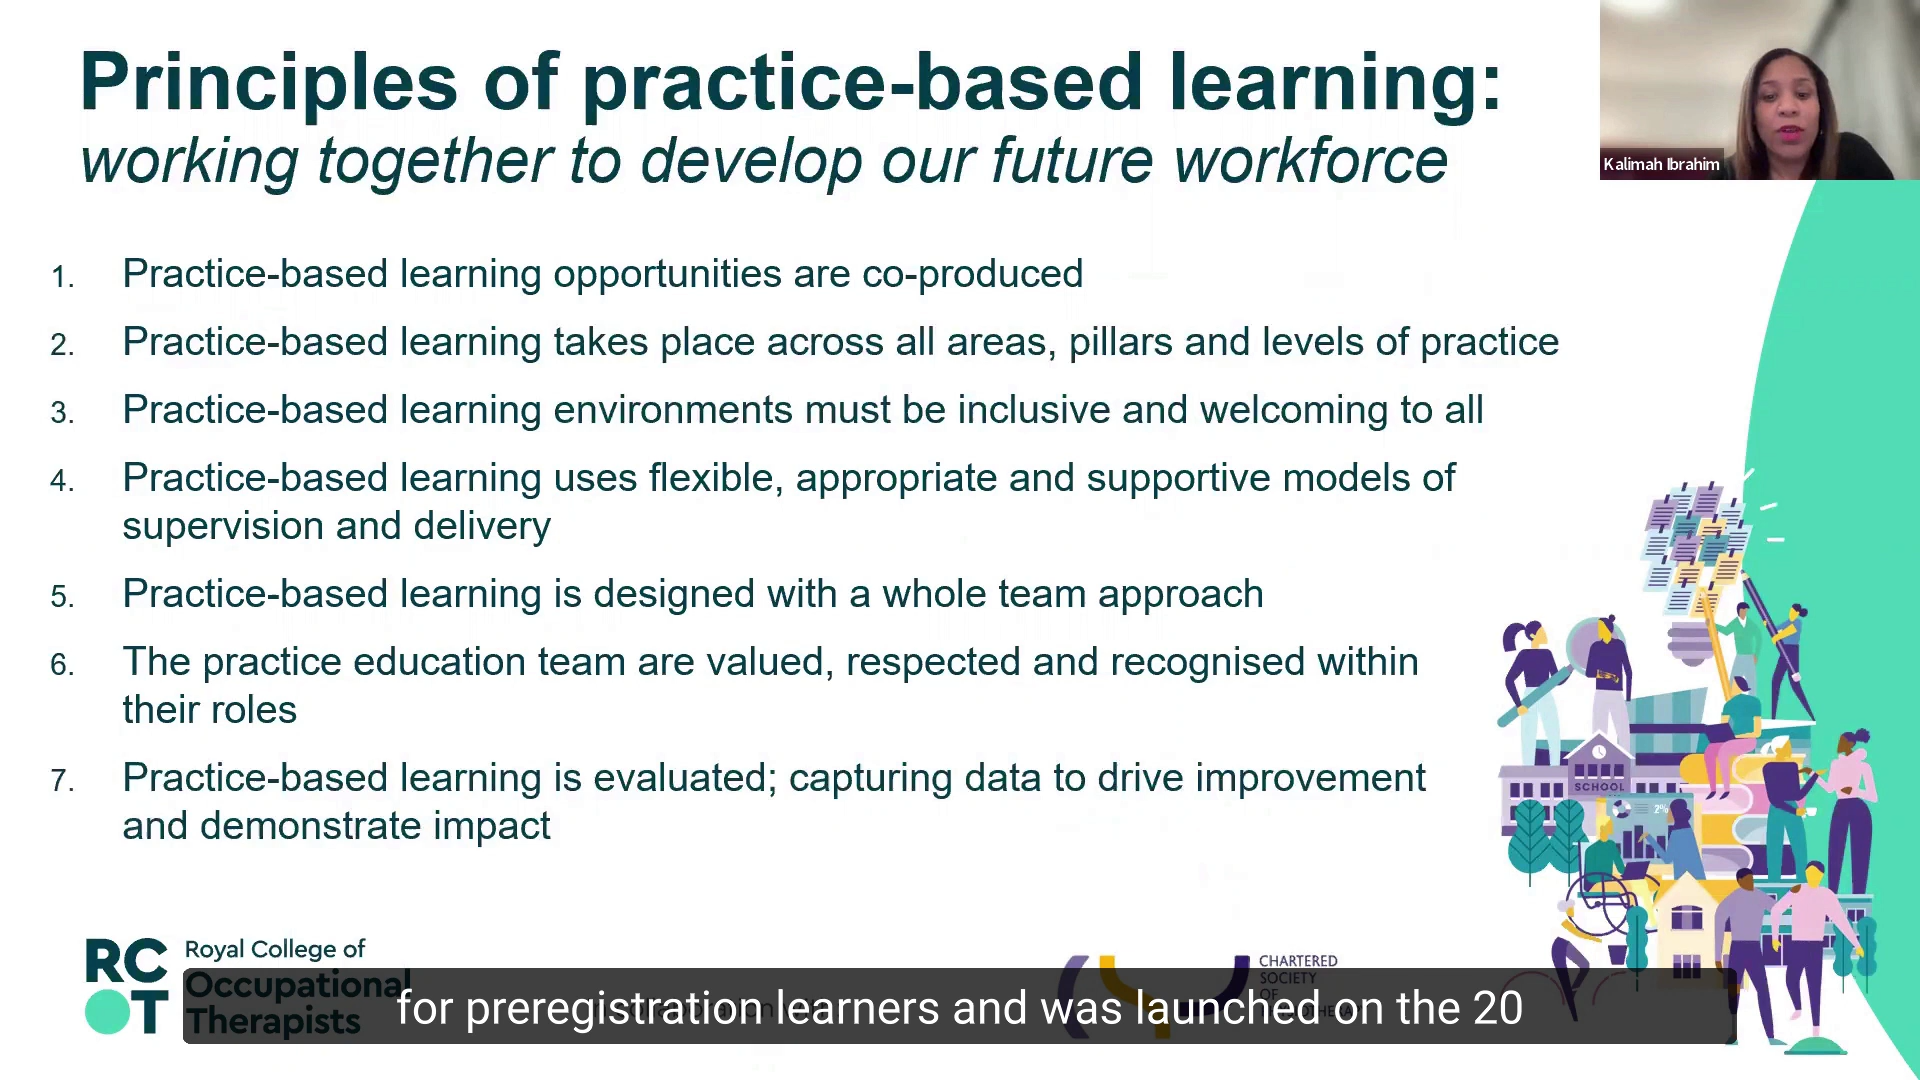 Principles of practice-based learning:
working together to develop our future workforce
Kalimah Ibrahim
1. Practice-based learning opportunities are co-produced
2. Practice-based learning takes place across all areas, pillars and levels of practice
3. Practice-based learning environments must be inclusive and welcoming to all
4. Practice-based learning uses flexible, appropriate and supportive models of
supervision and delivery
5. Practice-based learning is designed with a whole team approach
6. The practice education team are valued, respected and recognised within
their roles
7. Practice-based learning is evaluated; capturing data to drive improvement
and demonstrate impact
SCHOOL
2%
RCOT
Royal College of
Occupational
Therapists
CHARTERED
SOCIETY
OF
for preregistration learners and was launched on the 20